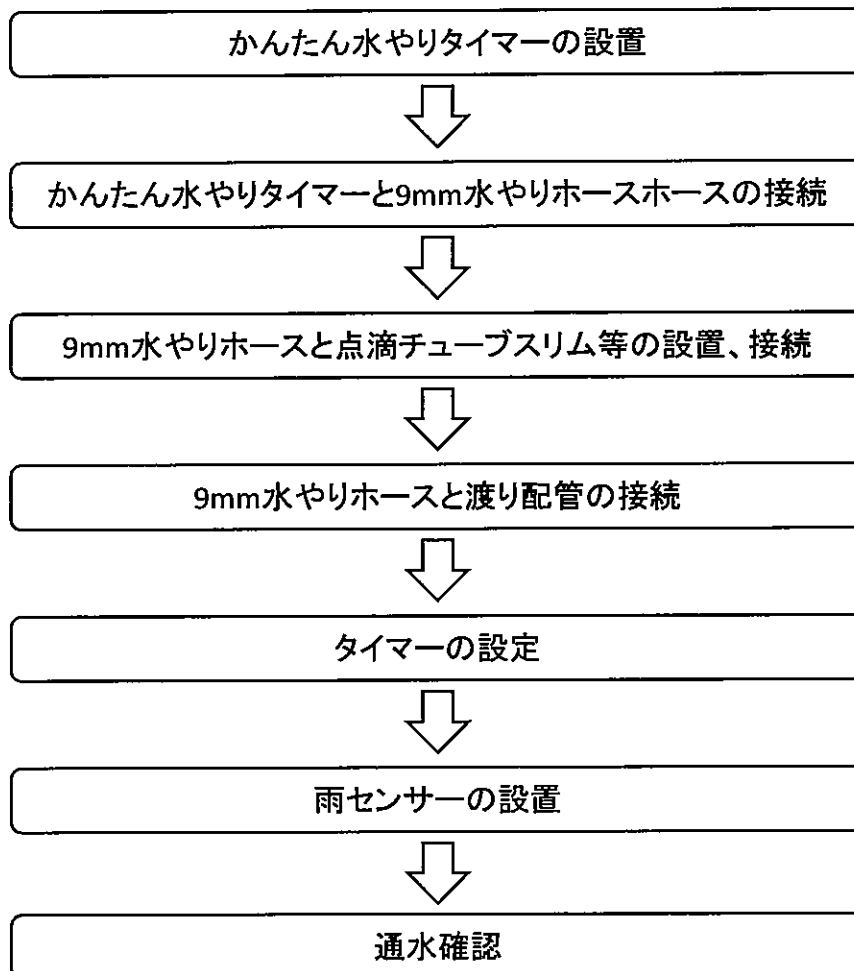 かんたん水やりタイマーの設置
かんたん水やりタイマーと9mm水やりホースホースの接続
9mm水やりホースと点滴チューブスリム等の設置、接続
9mm水やりホースと渡り配管の接続
タイマーの設定
雨センサーの設置
通水確認